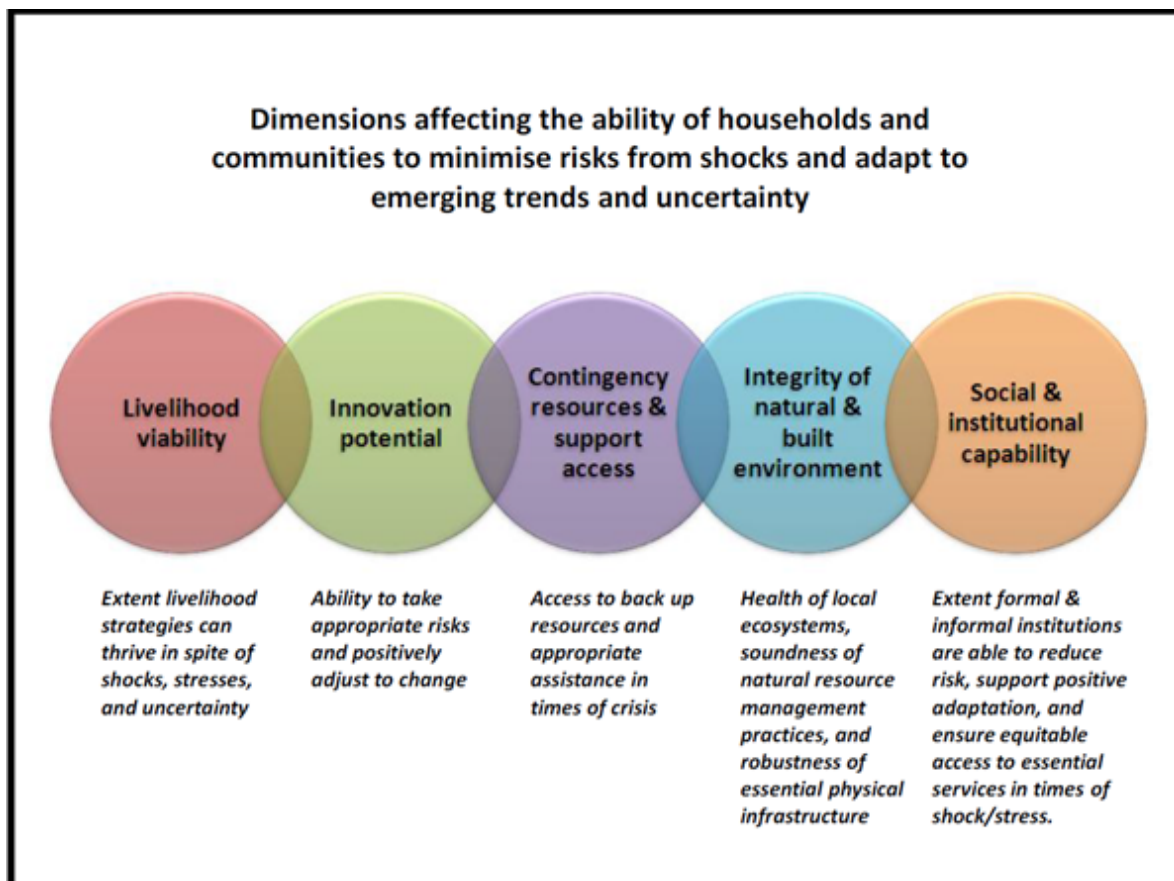 Dimensions affecting the ability of households and
communities to minimise risks from shocks and adapt to
emerging trends and uncertainty
Livelihood
viability
Innovation
potential
Contingency
resources &
support
access
Integrity of
natural &
built
environment
Social &
institutional
capability
Extent livelihood
strategies can
thrive in spite of
shocks, stresses,
and uncertainty
Ability to take
appropriate risks
and positively
adjust to change
Access to back up
resources and
appropriate
assistance in
times of crisis
Health of local
ecosystems,
soundness of
natural resource
management
practices, and
robustness of
essential physical
infrastructure
Extent formal &
informal institutions
are able to reduce
risk, support positive
adaptation, and
ensure equitable
access to essential
services in times of
shock/stress.